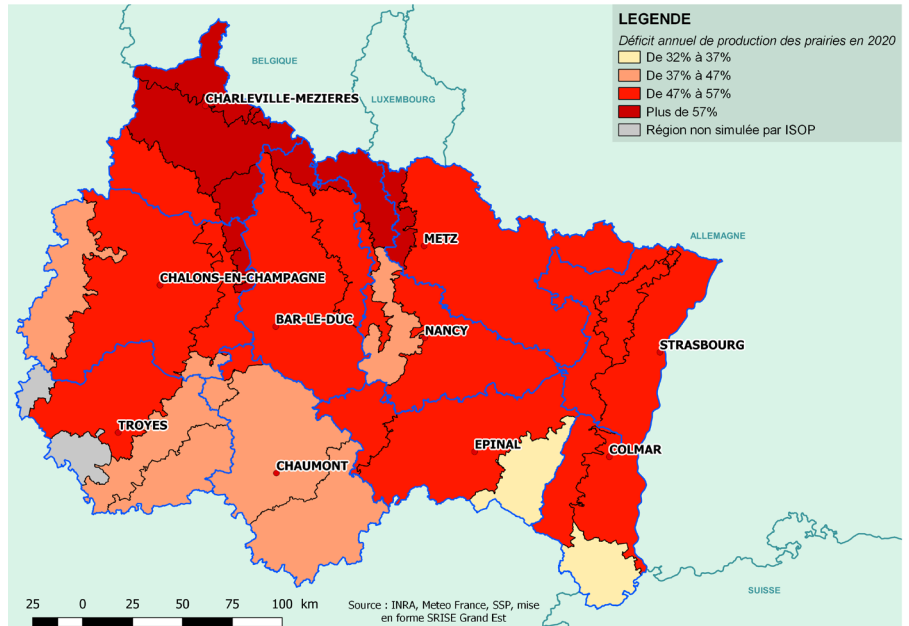 LEGENDE
Déficit annuel de production des prairies en 2020
De 32% à 37%
De 37% à 47%
De 47% à 57%
Plus de 57%
Région non simulée par ISOP
BELGIQUE
CHARLEVILLE-MEZIERES
LUXEMBOURG
ALLEMAGNE
METZ
CHALONS-EN-CHAMPAGNE
BAR-LE-DUC
NANCY
STRASBOURG
TROYES
EPINAL
COLMAR
CHAUMONT
SUISSE
25 0 25 50 75 100 km
Source : INRA, Meteo France, SSP, mise
en forme SRISE Grand Est